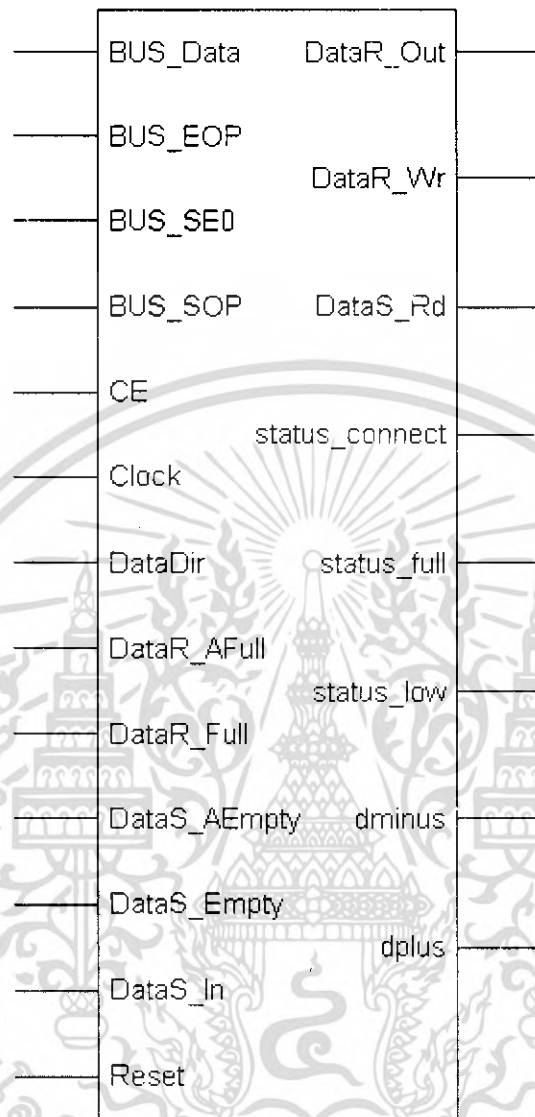 BUS_Data DataR_Out
BUS_EOP
DataR_Wr
BUS_SE0
BUS_SOP DataS_Rd
CE
status_connect
Clock
DataDir status_full
DataR_AFull
status_low
DataR_Full
DataS_AEmpty dminus
DataS_Empty
dplus
DataS_In
Reset